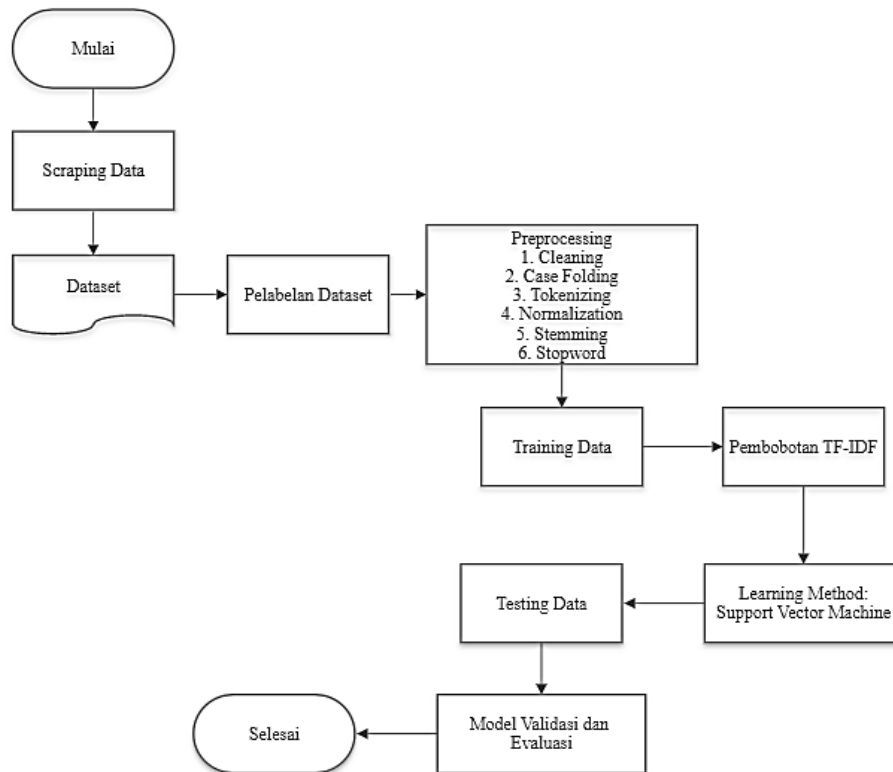 Mulai
Scraping Data
Dataset
Pelabelan Dataset
Preprocessing
1. Cleaning
2. Case Folding
3. Tokenizing
4. Normalization
5. Stemming
6. Stopword
Training Data
Pembobotan TF-IDF
Learning Method:
Support Vector Machine
Testing Data
Model Validasi dan
Evaluasi
Selesai